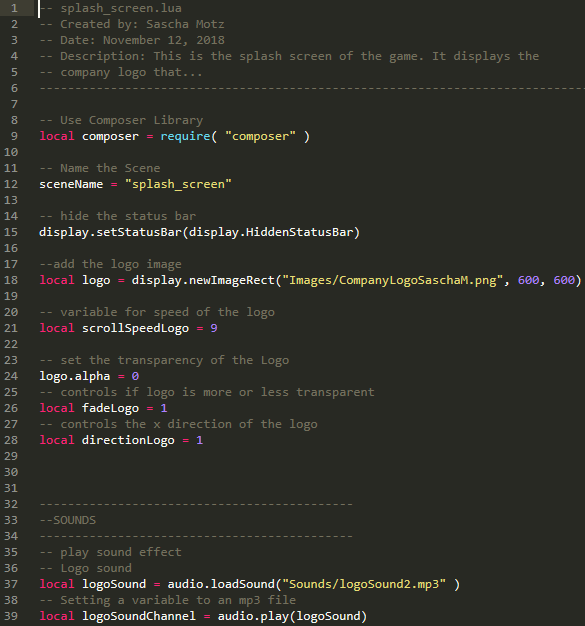 1 -- splash_screen.lua
2 -- Created by: Sascha Motz
3 -- Date: November 12, 2018
4 -- Description: This is the splash screen of the game. It displays the
5 -- company logo that...
6 -----------------------------------------------------------------------------
7
8 -- Use Composer Library
9 local composer = require( "composer" )
10
11 -- Name the Scene
12 sceneName = "splash_screen"
13
14 -- hide the status bar
15 display.setStatusBar(display.HiddenStatusBar)
16
17 --add the logo image
18 local logo = display.newImageRect("Images/CompanyLogoSaschaM.png", 600, 600)
19
20 -- variable for speed of the logo
21 local scrollSpeedLogo = 9
22
23 -- set the transparency of the Logo
24 logo.alpha = 0
25 -- controls if logo is more or less transparent
26 local fadeLogo = 1
27 -- controls the x direction of the logo
28 local directionLogo = 1
29
30
31
32 --------------------------------------------
33 --SOUNDS
34 --------------------------------------------
35 -- play sound effect
36 -- Logo sound
37 local logoSound = audio.loadSound("Sounds/logoSound2.mp3" )
38 -- Setting a variable to an mp3 file
39 local logoSoundChannel = audio.play(logoSound)